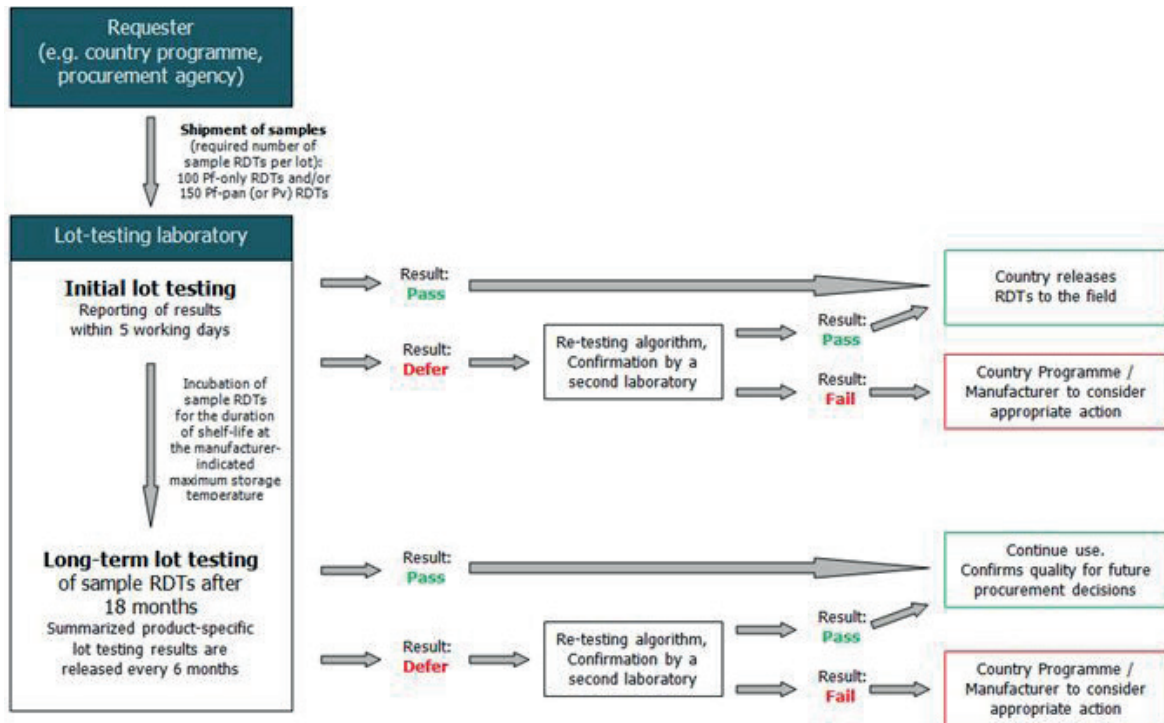 Requester
(e.g. country programme,
procurement agency)
Shipment of samples
(required number of
sample RDTs per lot):
100 Pf-only RDTs and/or
150 Pf-pan (or Pv) RDTs
Lot-testing laboratory
Initial lot testing
Reporting of results
within 5 working days
Result:
Pass
Country releases
RDTs to the field
Result:
Defer
Re-testing algorithm,
Confirmation by a
second laboratory
Result:
Pass
Result:
Fail
Country Programme /
Manufacturer to consider
appropriate action
Incubation of
sample RDTs
for the duration
of shelf-life at
the manufacturer-
indicated
maximum storage
temperature
Long-term lot testing
of sample RDTs after
18 months
Summarized product-specific
lot testing results are
released every 6 months
Result:
Pass
Continue use.
Confirms quality for future
procurement decisions
Result:
Defer
Re-testing algorithm,
Confirmation by a
second laboratory
Result:
Pass
Result:
Fail
Country Programme /
Manufacturer to consider
appropriate action